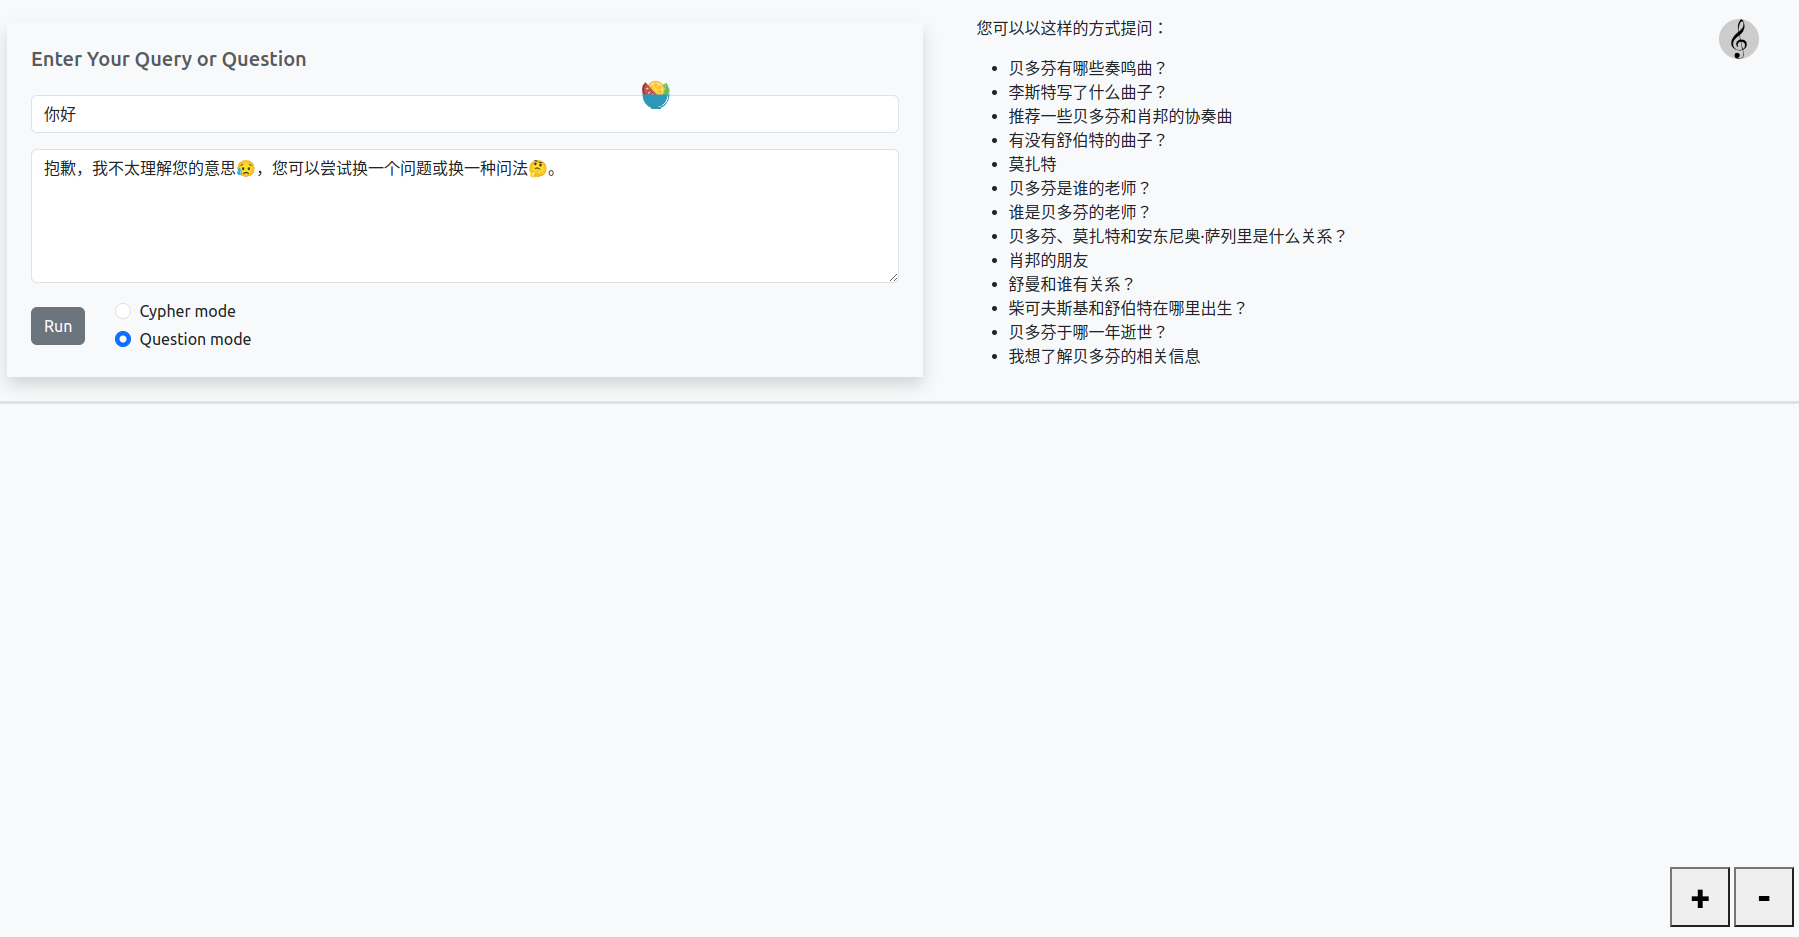 Enter Your Query or Question
你好
抱歉，我不太理解您的意思😥，您可以尝试换一个问题或换一种问法🤔。
Run
Cypher mode
Question mode
您可以以这样的方式提问：
贝多芬有哪些奏鸣曲？
李斯特写了什么曲子？
推荐一些贝多芬和肖邦的协奏曲
有没有舒伯特的曲子？
莫扎特
贝多芬是谁的老师？
谁是贝多芬的老师？
贝多芬、莫扎特和安东尼奥·萨列里是什么关系？
肖邦的朋友
舒曼和谁有关系？
柴可夫斯基和舒伯特在哪里出生？
贝多芬于哪一年逝世？
我想了解贝多芬的相关信息
+ -